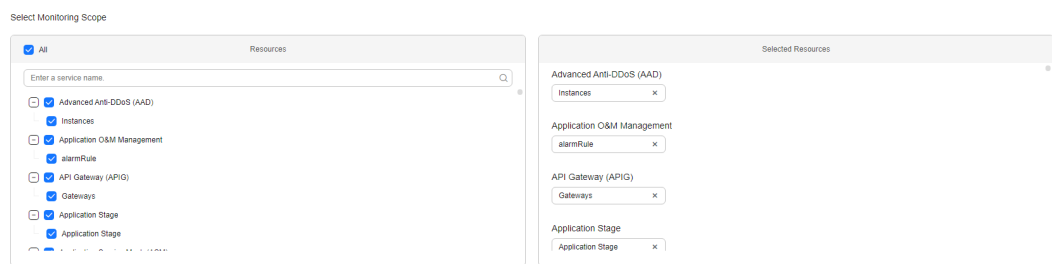 Select Monitoring Scope
All
Resources
Enter a service name.
Advanced Anti-DDoS (AAD)
Instances
Application O&M Management
alarmRule
API Gateway (APIG)
Gateways
Application Stage
Application Stage
Selected Resources
Advanced Anti-DDoS (AAD)
Instances
Application O&M Management
alarmRule
API Gateway (APIG)
Gateways
Application Stage
Application Stage